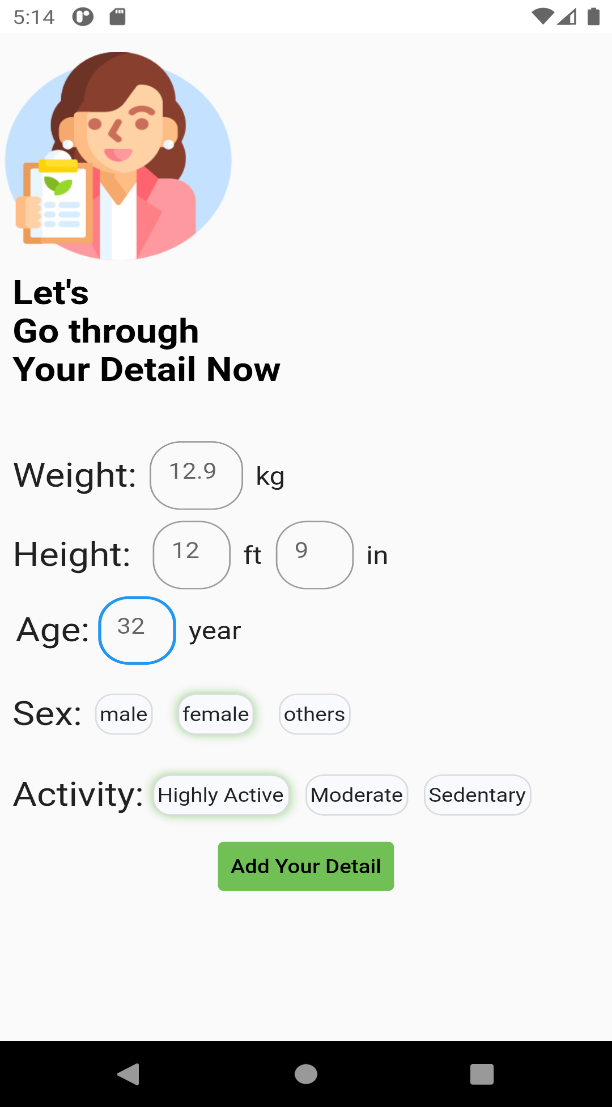 5:14
Let's
Go through
Your Detail Now
Weight: 12.9 kg
Height: 12 ft 9 in
Age: 32 year
Sex: male female others
Activity: Highly Active Moderate Sedentary
Add Your Detail